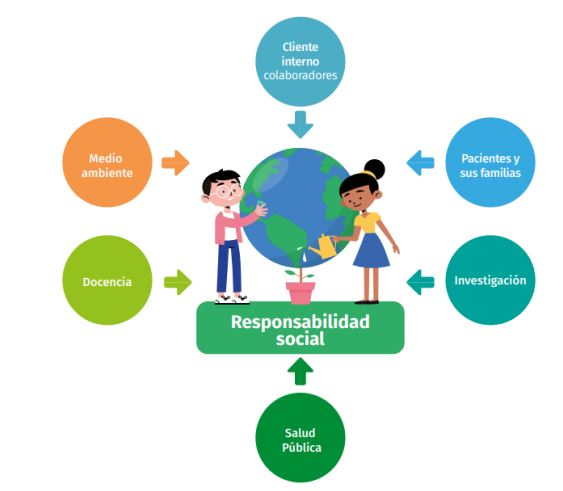 Cliente
interno
colaboradores
Medio
ambiente
Pacientes y
sus familias
Docencia
Investigación
Responsabilidad
social
Salud
Pública